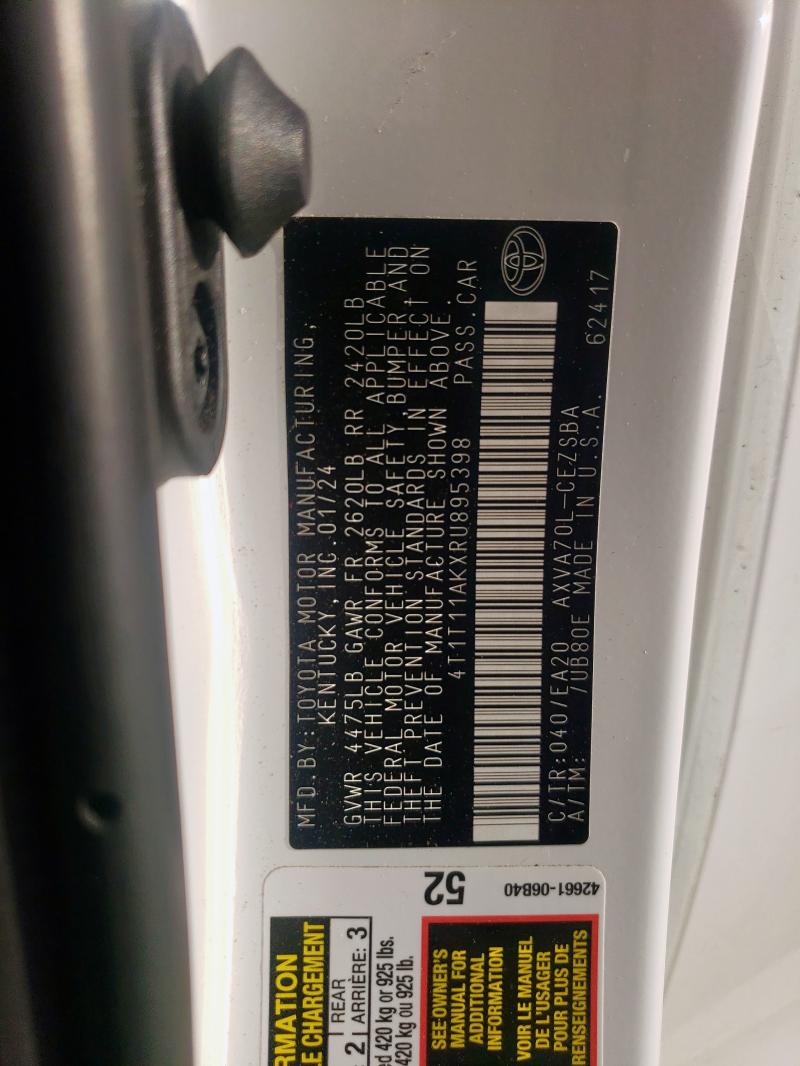 MFD.BY:TOYOTA MOTOR MANUFACTURING,
KENTUCKY, INC. 01/24
GVWR 4475LB GAWR FR 2620LB RR 2420LB
THIS VEHICLE CONFORMS TO ALL APPLICABLE
FEDERAL MOTOR VEHICLE SAFETY, BUMPER, AND
THEFT PREVENTION STANDARDS IN EFFECT ON
THE DATE OF MANUFACTURE SHOWN ABOVE.
4T1T11AKXRU895398 PASS.CAR
C/TR:040/EA20 AXVA70L-CEZSBA
A/TM: /UB80E MADE IN U.S.A. 62417
52
42661-06B40
RMATION
E CHARGEMENT
2 REAR
ARRIÈRE: 3
ed 420 kg or 925 lbs.
420 kg ou 925 lb.
SEE OWNER'S
MANUAL FOR
ADDITIONAL
INFORMATION
VOIR LE MANUEL
DE L'USAGER
POUR PLUS DE
RENSEIGNEMENTS